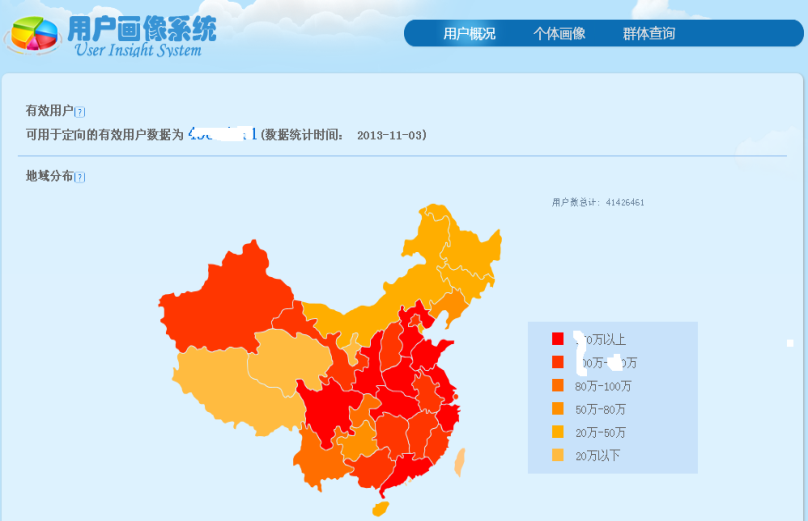 用户画像系统
User Insight System
用户概况 个体画像 群体查询
有效用户[?]
可用于定向的有效用户数据为 (数据统计时间: 2013-11-03)
地域分布[?]
用户数总计: 41426461
万以上
80万-100万
50万-80万
20万-50万
20万以下